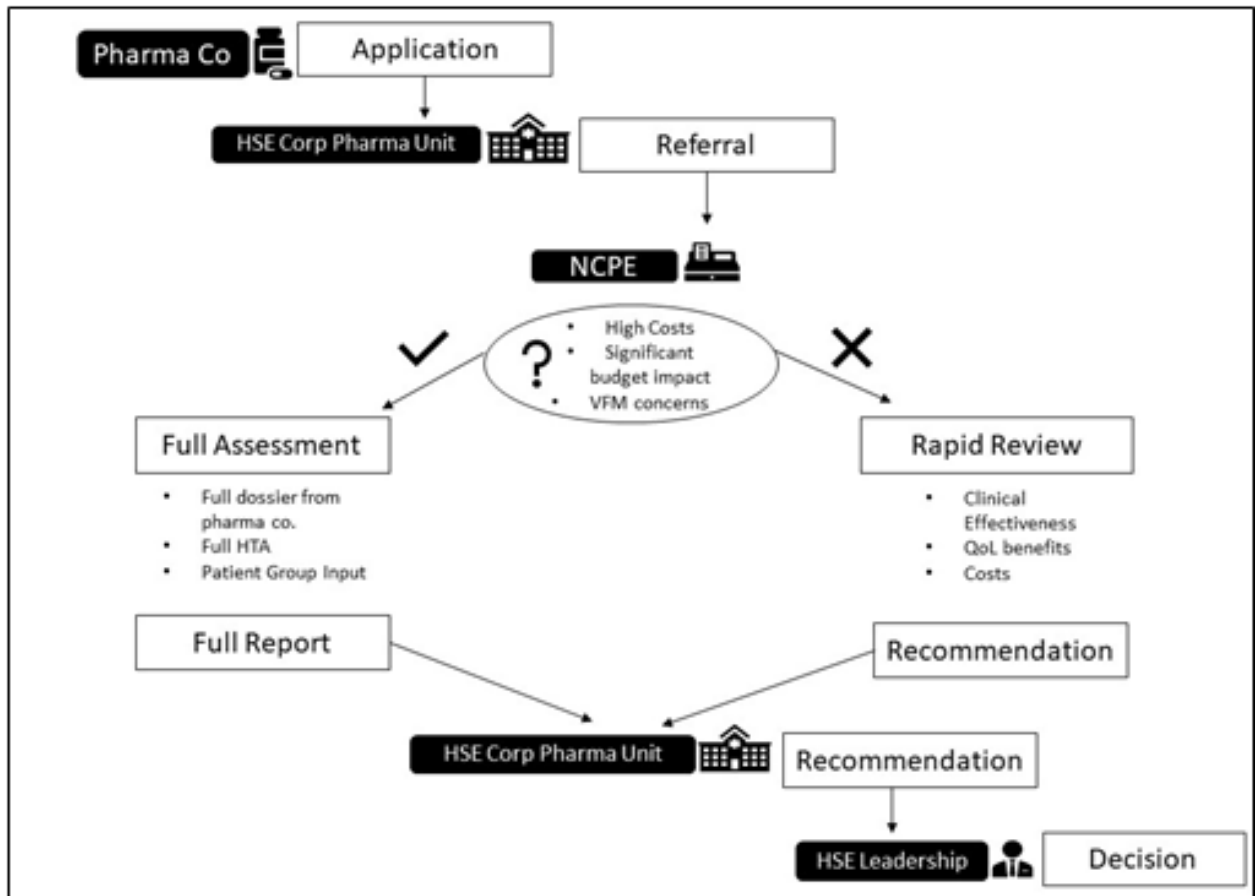 Pharma Co
Application
HSE Corp Pharma Unit
Referral
NCPE
• High Costs
• Significant
budget impact
• VFM concerns
?
Full Assessment
• Full dossier from
pharma co.
• Full HTA
• Patient Group Input
Rapid Review
• Clinical
Effectiveness
• QoL benefits
• Costs
Full Report
Recommendation
HSE Corp Pharma Unit
Recommendation
HSE Leadership
Decision